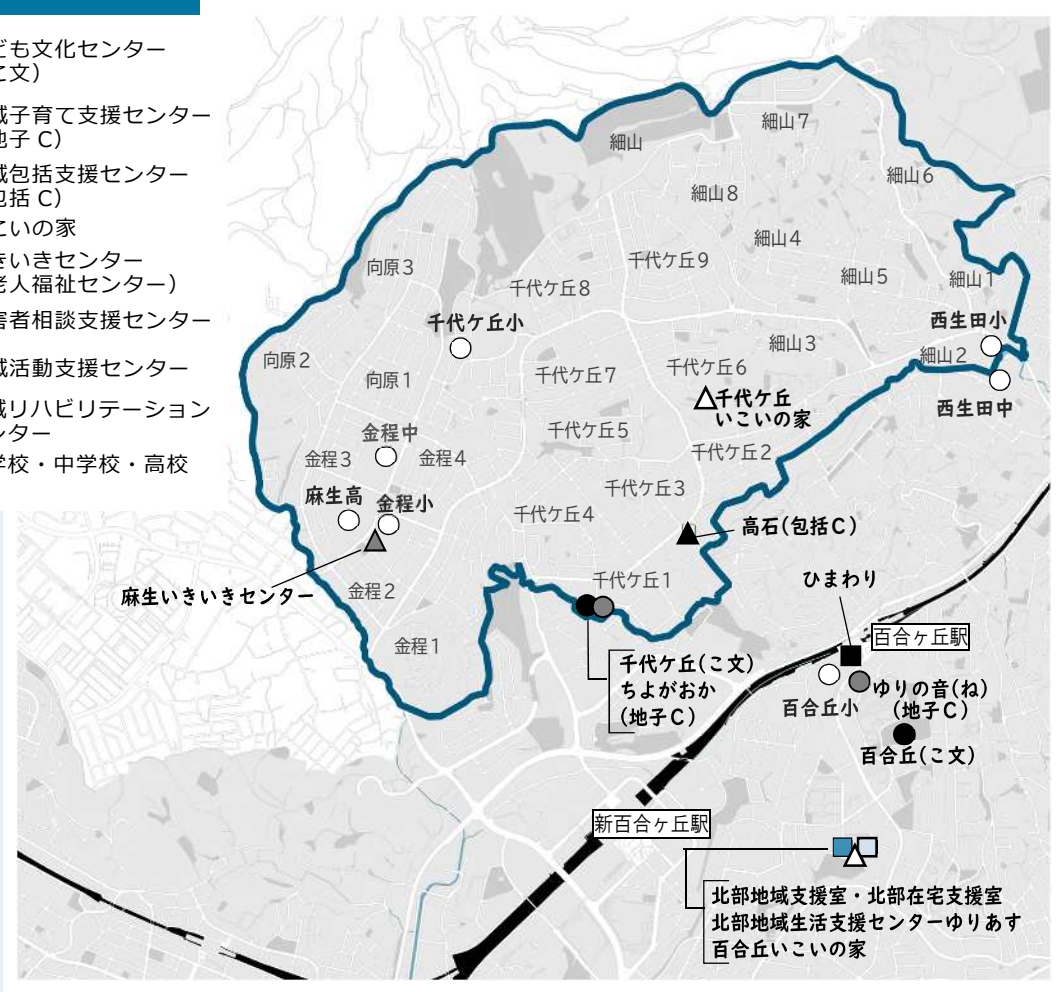 ども文化センター
こ文）
域子育て支援センター
地子 C）
域包括支援センター
包括 C）
こいの家
きいきセンター
老人福祉センター）
害者相談支援センター
域活動支援センター
域リハビリテーション
ンター
学校・中学校・高校
細山7
細山
細山6
細山8
細山4
千代ケ丘9
向原3
細山5
細山1
千代ケ丘8
西生田小
千代ケ丘小
細山3
細山2
向原2
千代ケ丘6
千代ケ丘7
向原1
千代ケ丘
いこいの家
西生田中
千代ケ丘5
金程中
千代ケ丘2
金程3
金程4
千代ケ丘3
麻生高
金程小
千代ケ丘4
高石(包括C)
千代ケ丘1
ひまわり
麻生いきいきセンター
金程2
百合ヶ丘駅
金程1
千代ケ丘(こ文)
ちよがおか
(地子C)
ゆりの音(ね)
(地子C)
百合丘小
百合丘(こ文)
新百合ヶ丘駅
北部地域支援室・北部在宅支援室
北部地域生活支援センターゆりあす
百合丘いこいの家